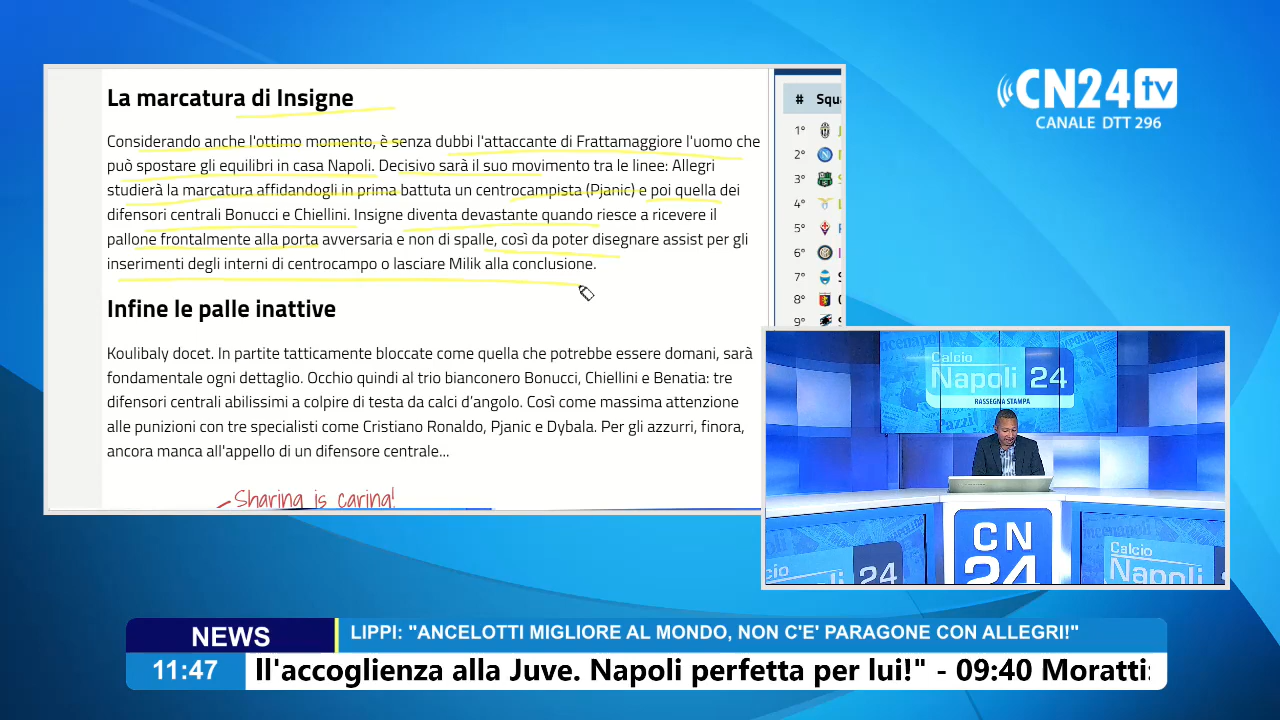 La marcatura di Insigne
Considerando anche l'ottimo momento, è senza dubbi l'attaccante di Frattamaggiore l'uomo che
può spostare gli equilibri in casa Napoli. Decisivo sarà il suo movimento tra le linee: Allegri
studierà la marcatura affidandogli in prima battuta un centrocampista (Pjanic) e poi quella dei
difensori centrali Bonucci e Chiellini. Insigne diventa devastante quando riesce a ricevere il
pallone frontalmente alla porta avversaria e non di spalle, così da poter disegnare assist per gli
inserimenti degli interni di centrocampo o lasciare Milik alla conclusione.
Infine le palle inattive
Koulibaly docet. In partite tatticamente bloccate come quella che potrebbe essere domani, sarà
fondamentale ogni dettaglio. Occhio quindi al trio bianconero Bonucci, Chiellini e Benatia: tre
difensori centrali abilissimi a colpire di testa da calci d'angolo. Così come massima attenzione
alle punizioni con tre specialisti come Cristiano Ronaldo, Pjanic e Dybala. Per gli azzurri, finora,
ancora manca all'appello di un difensore centrale...
Sharing is caring!
# Squa
1°
2°
3°
4°
5°
6°
7° S
8°
9°
CN24 tv
CANALE DTT 296
Calcio
Napoli 24
RASSEGNA STAMPA
CN
24
24
Calcio
Napoli 24
NEWS
LIPPI: "ANCELOTTI MIGLIORE AL MONDO, NON C'E' PARAGONE CON ALLEGRI!"
11:47
ll'accoglienza alla Juve. Napoli perfetta per lui!" - 09:40 Moratti: